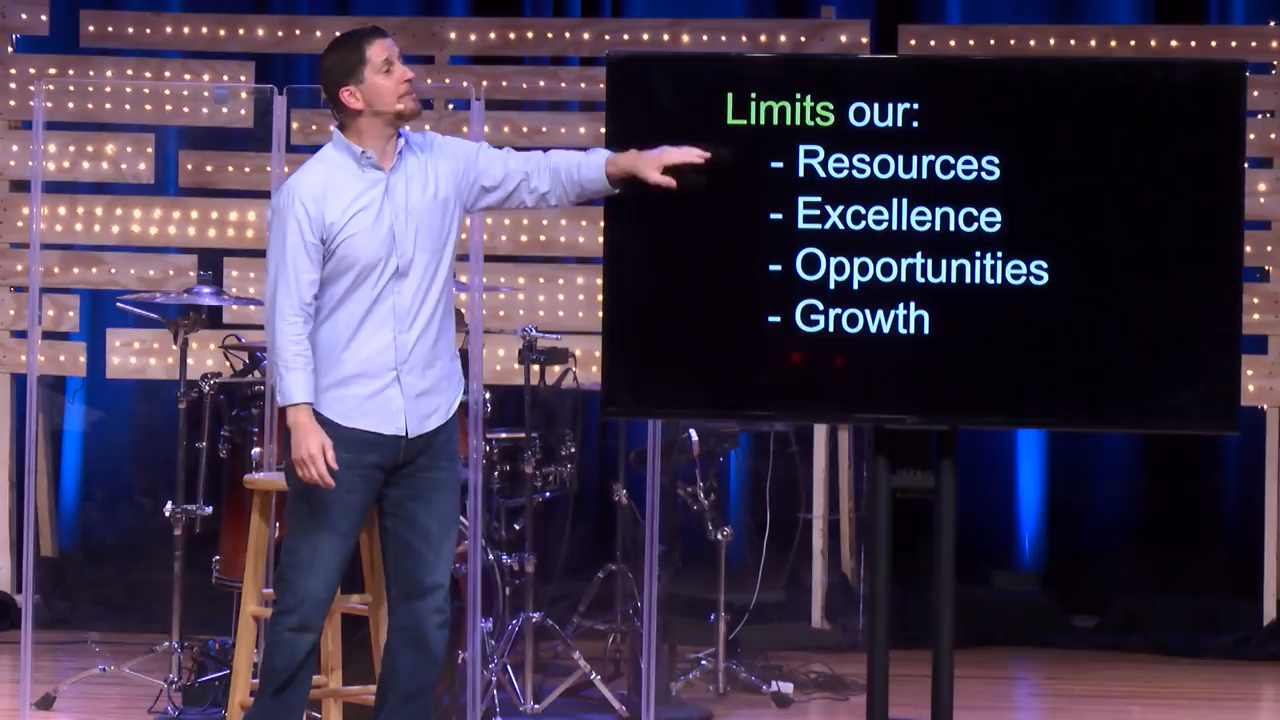 Limits our:
- Resources
- Excellence
- Opportunities
- Growth